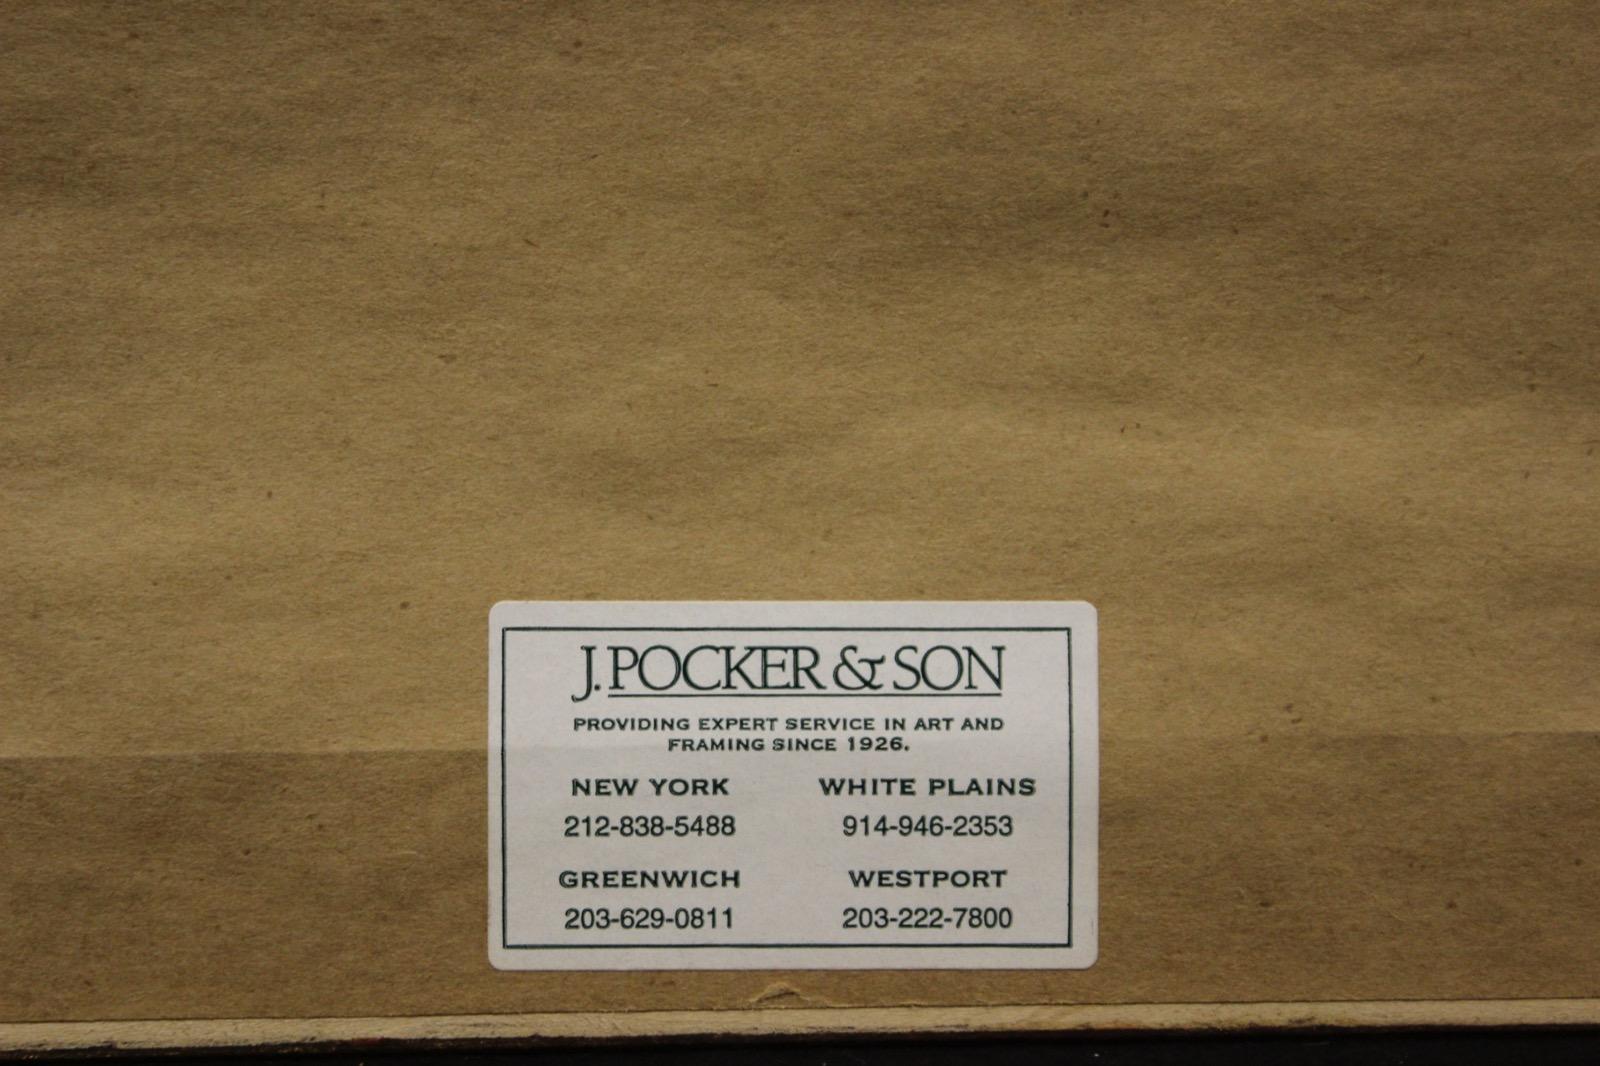 J. POCKER & SON
PROVIDING EXPERT SERVICE IN ART AND
FRAMING SINCE 1926.
NEW YORK WHITE PLAINS
212-838-5488 914-946-2353
GREENWICH WESTPORT
203-629-0811 203-222-7800